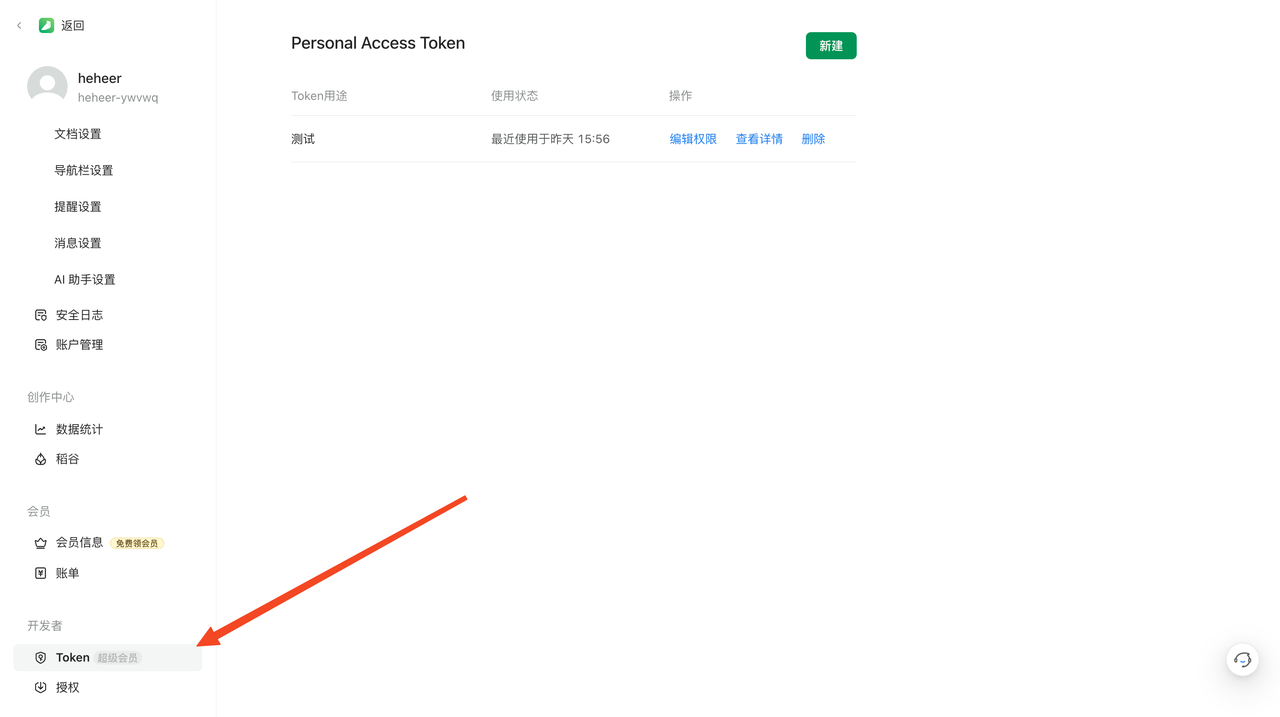 返回
heheer
heheer-ywvwq
文档设置
导航栏设置
提醒设置
消息设置
AI 助手设置
安全日志
账户管理
创作中心
数据统计
稻谷
会员
会员信息 免费领会员
账单
开发者
Token 超级会员
授权
Personal Access Token
新建
Token用途 使用状态 操作
测试 最近使用于昨天 15:56 编辑权限 查看详情 删除